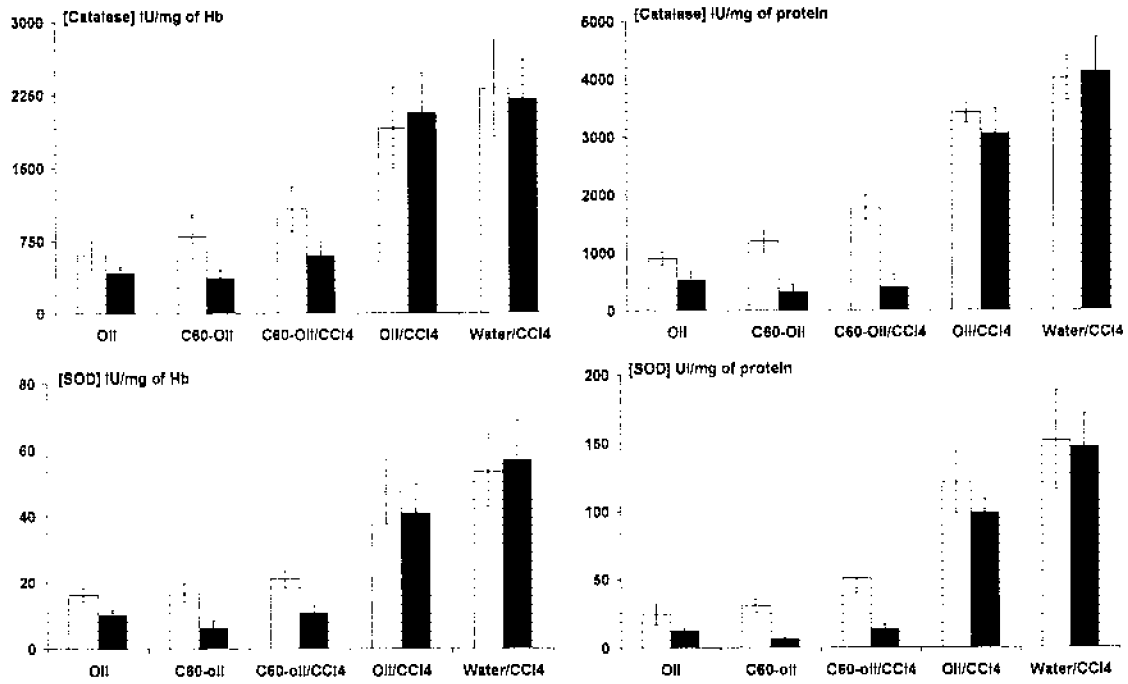 [Catalase] IU/mg of Hb
3000
2250
1500
750
0
Oil C60-Oil C60-Oil/CCl4 Oil/CCl4 Water/CCl4
[Catalase] IU/mg of protein
5000
4000
3000
2000
1000
0
Oil C60-Oil C60-Oil/CCl4 Oil/CCl4 Water/CCl4
[SOD] IU/mg of Hb
80
60
40
20
0
Oil C60-oil C60-oil/CCl4 Oil/CCl4 Water/CCl4
[SOD] UI/mg of protein
200
150
100
50
0
Oil C60-oil C60-oil/CCl4 Oil/CCl4 Water/CCl4